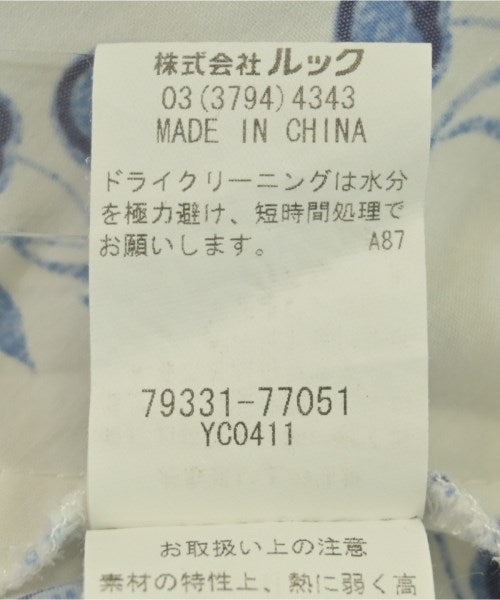 株式会社 ルック
03(3794)4343
MADE IN CHINA
ドライクリーニングは水分
を極力避け、短時間処理で
お願いします。 A87
79331-77051
YC0411
お取扱い上の注意
素材の特性上、熱に弱く高